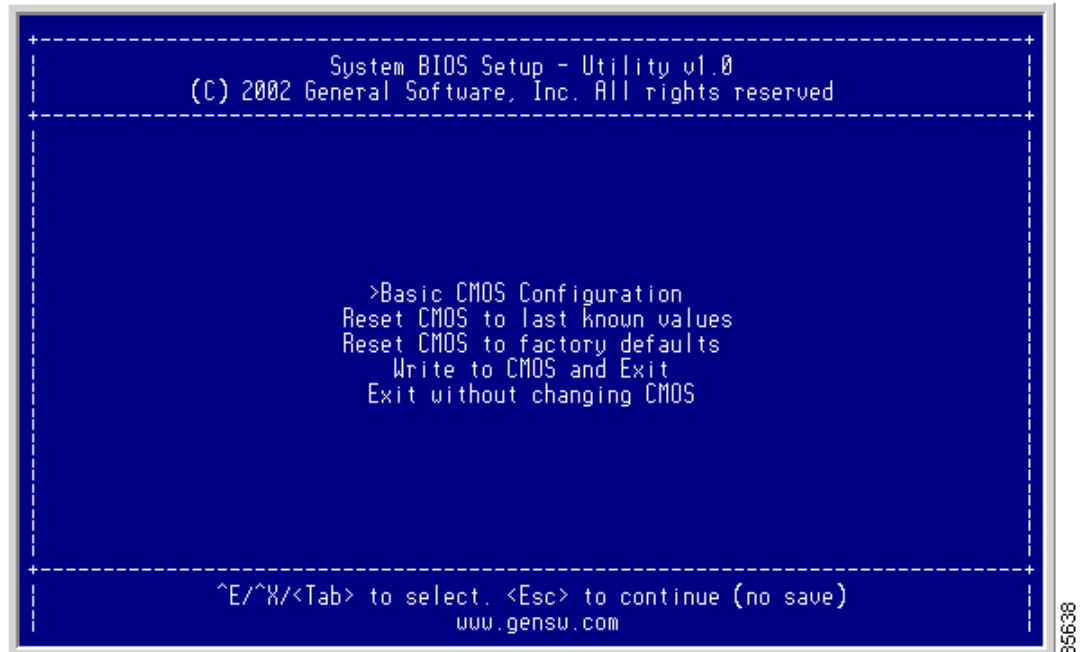 System BIOS Setup - Utility v1.0
(C) 2002 General Software, Inc. All rights reserved
>Basic CMOS Configuration
Reset CMOS to last known values
Reset CMOS to factory defaults
Write to CMOS and Exit
Exit without changing CMOS
^E/^X/<Tab> to select. <Esc> to continue (no save)
www.gensw.com
85638